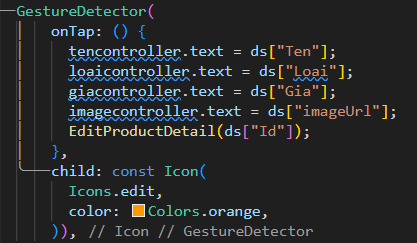 GestureDetector(
onTap: () {
tencontroller.text = ds["Ten"];
loaicontroller.text = ds["Loai"];
giacontroller.text = ds["Gia"];
imagecontroller.text = ds["imageUrl"];
EditProductDetail(ds["Id"]);
},
child: const Icon(
Icons.edit,
color: Colors.orange,
)), // Icon // GestureDetector